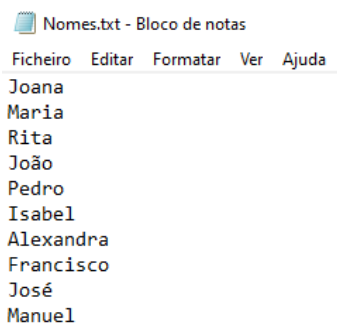 Nomes.txt - Bloco de notas
Ficheiro Editar Formatar Ver Ajuda
Joana
Maria
Rita
João
Pedro
Isabel
Alexandra
Francisco
José
Manuel